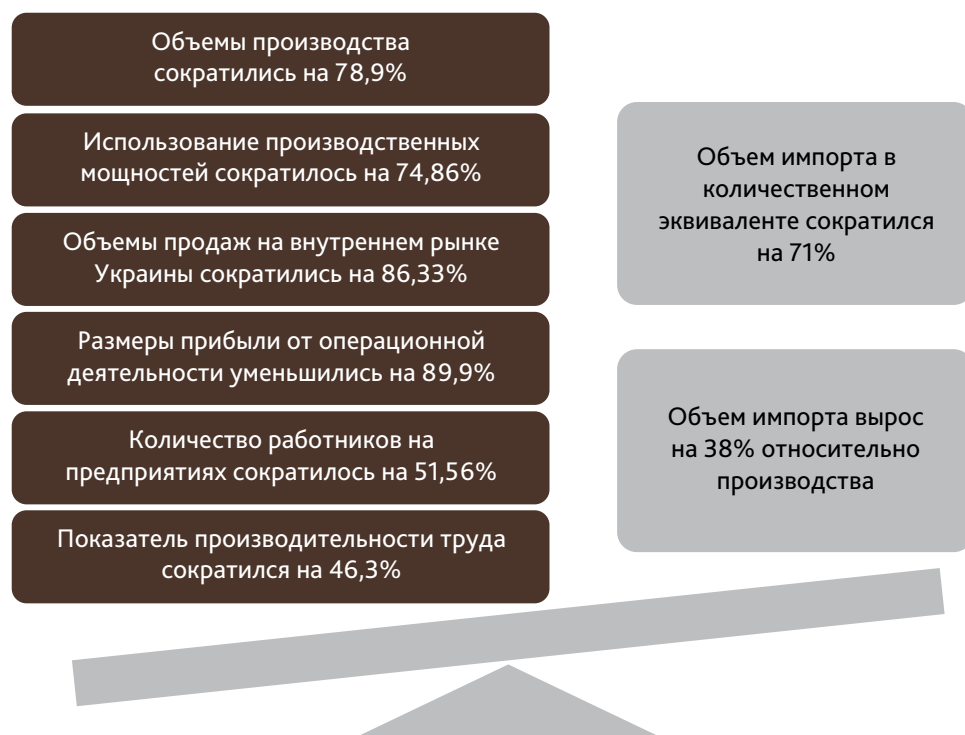 Объемы производства
сократились на 78,9%
Использование производственных
мощностей сократилось на 74,86%
Объемы продаж на внутреннем рынке
Украины сократились на 86,33%
Размеры прибыли от операционной
деятельности уменьшились на 89,9%
Количество работников на
предприятиях сократилось на 51,56%
Показатель производительности труда
сократился на 46,3%
Объем импорта в
количественном
эквиваленте сократился
на 71%
Объем импорта вырос
на 38% относительно
производства